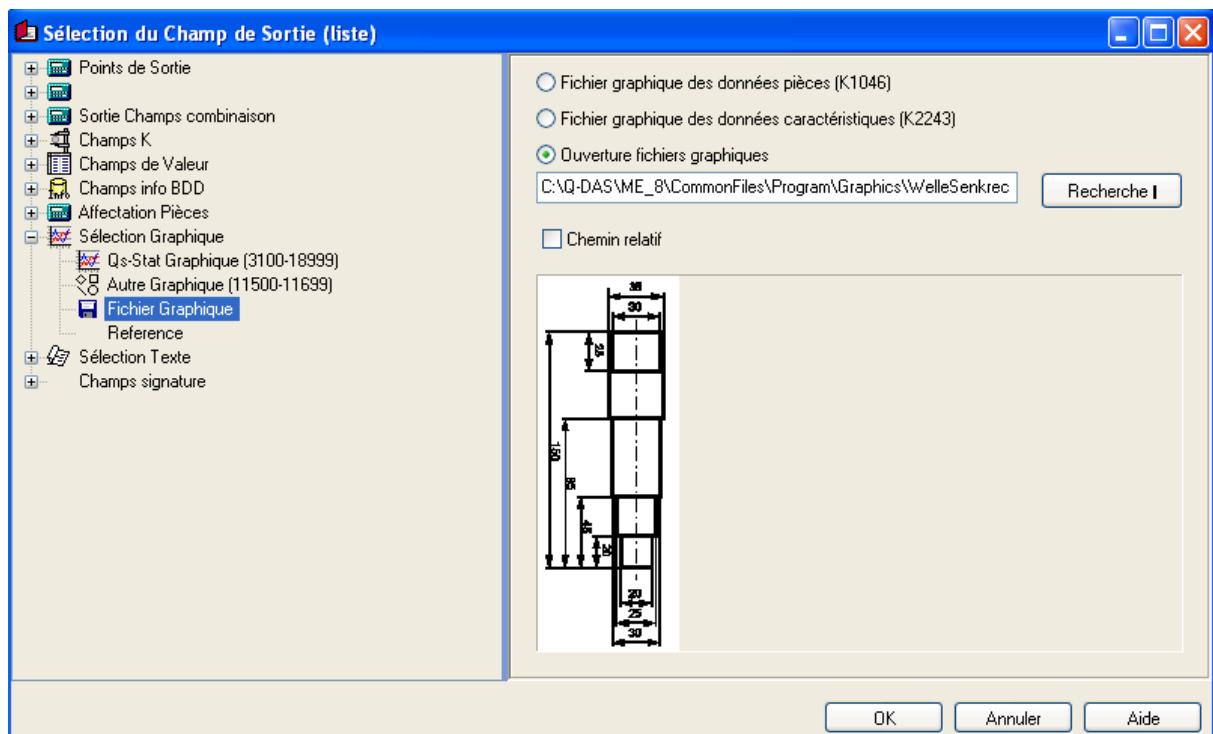 Sélection du Champ de Sortie (liste)
Points de Sortie
Sortie Champs combinaison
Champs K
Champs de Valeur
Champs info BDD
Affectation Pièces
Sélection Graphique
Qs-Stat Graphique (3100-18999)
Autre Graphique (11500-11699)
Fichier Graphique
Reference
Sélection Texte
Champs signature
Fichier graphique des données pièces (K1046)
Fichier graphique des données caractéristiques (K2243)
Ouverture fichiers graphiques
C:\Q-DAS\ME_8\CommonFiles\Program\Graphics\WelleSenkrec
Recherche
Chemin relatif
30
25
150
45
20
25
30
OK
Annuler
Aide